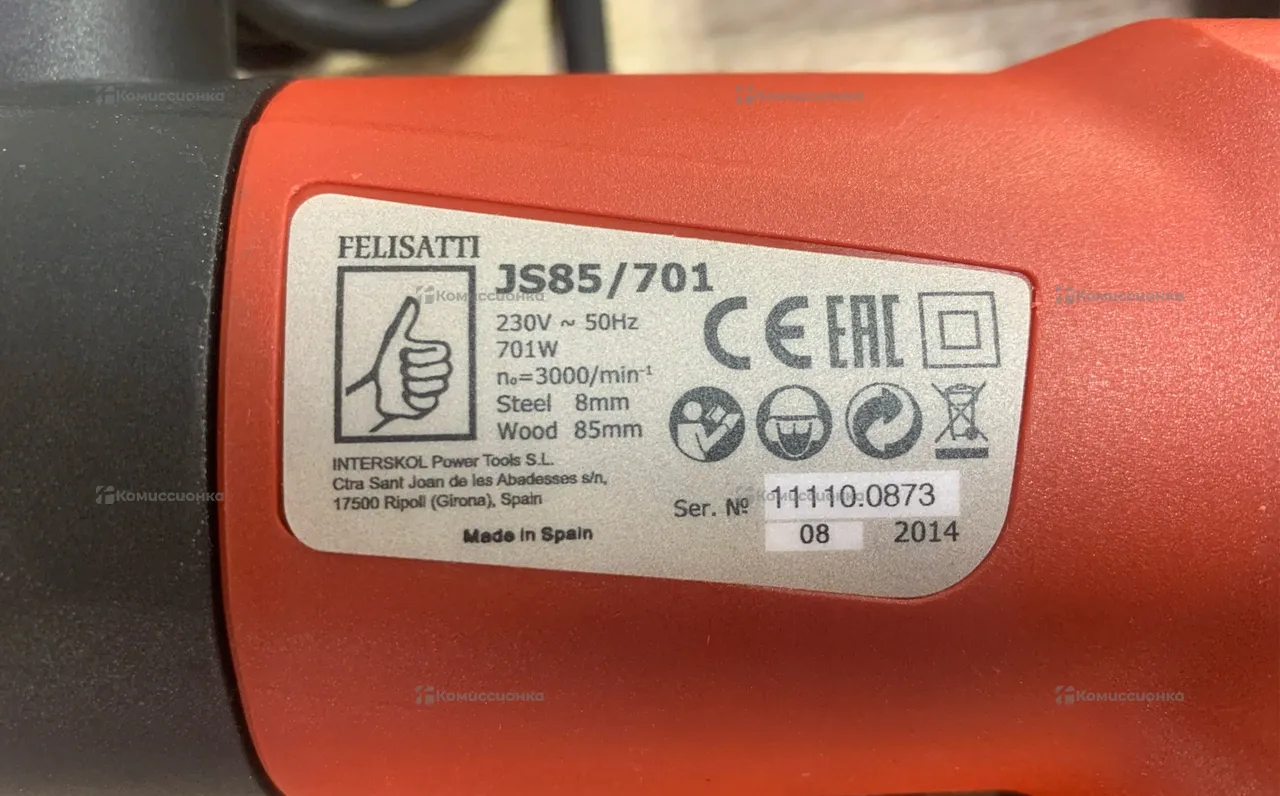 FELISATTI
JS85/701
230V ~ 50Hz
701W
n₀=3000/min⁻¹
Steel 8mm
Wood 85mm
CE EAC
INTERSKOL Power Tools S.L.
Ctra Sant Joan de les Abadesses s/n,
17500 Ripoll (Girona), Spain
Made in Spain
Ser. № 11110.0873
08 2014
Комиссионка
Комиссионка
Комиссионка
Комиссионка
Комиссионка
Комиссионка
Комиссионка
Комиссионка